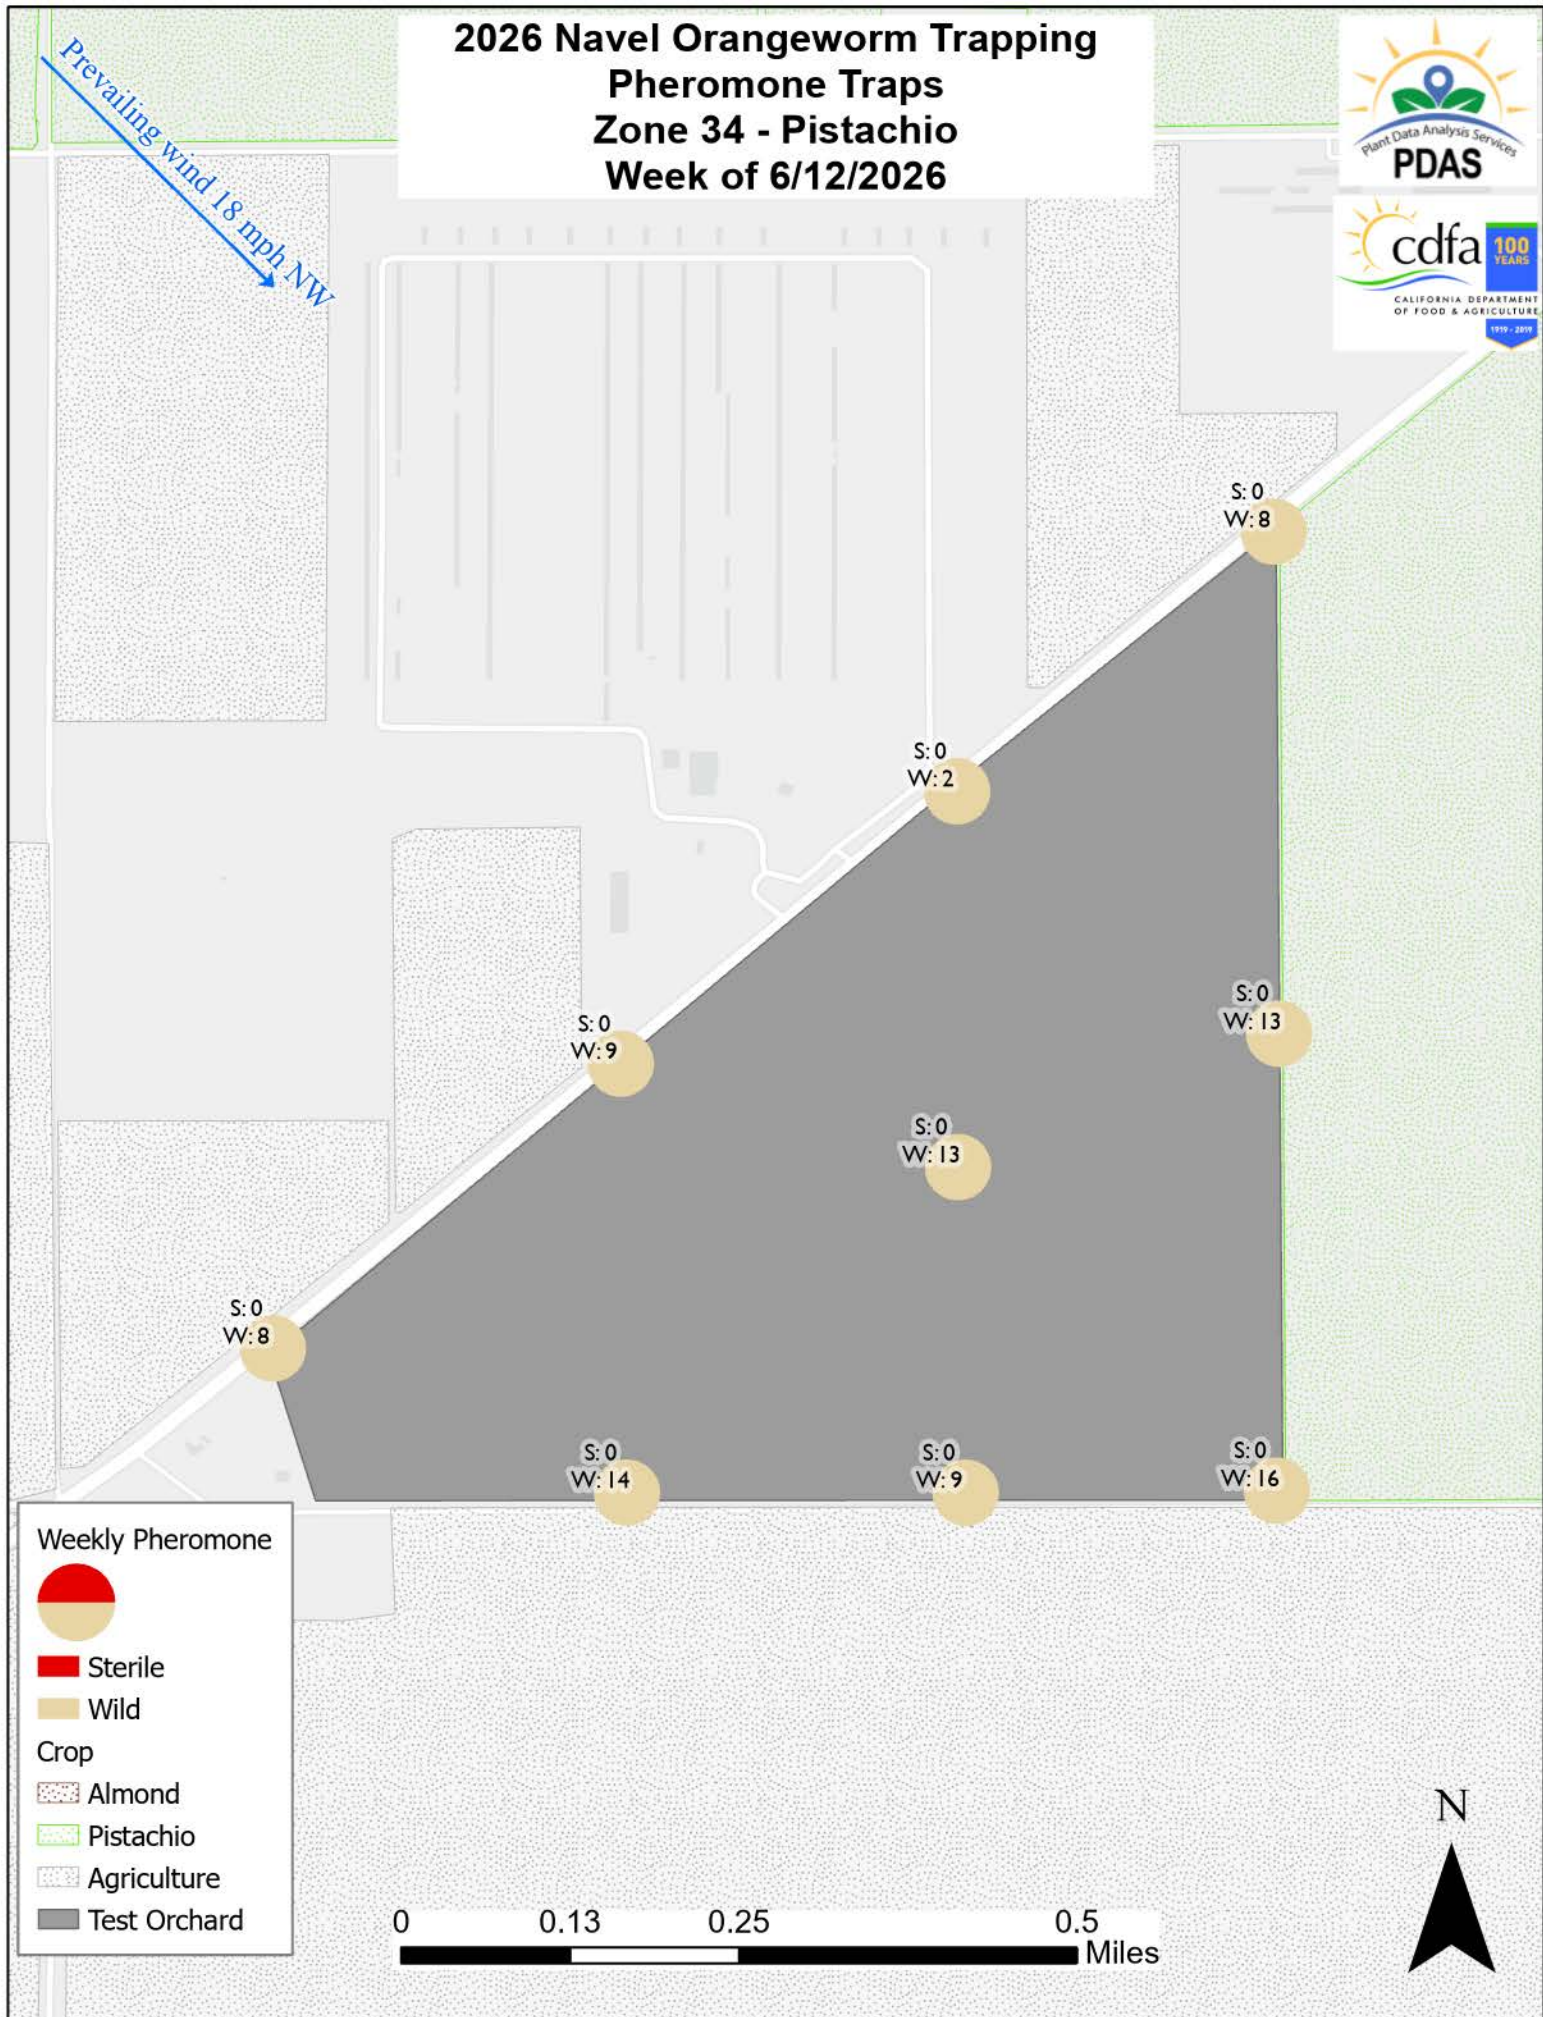 2026 Navel Orangeworm Trapping
Pheromone Traps
Zone 34 - Pistachio
Week of 6/12/2026
Prevailing wind 18 mph NW
Plant Data Analysis Services
PDAS
cdfa
100
YEARS
CALIFORNIA DEPARTMENT
OF FOOD & AGRICULTURE
1919 - 2019
S: 0
W: 8
S: 0
W: 2
S: 0
W: 13
S: 0
W: 9
S: 0
W: 13
S: 0
W: 8
S: 0
W: 14
S: 0
W: 9
S: 0
W: 16
Weekly Pheromone
Sterile
Wild
Crop
Almond
Pistachio
Agriculture
Test Orchard
0 0.13 0.25 0.5
Miles
N